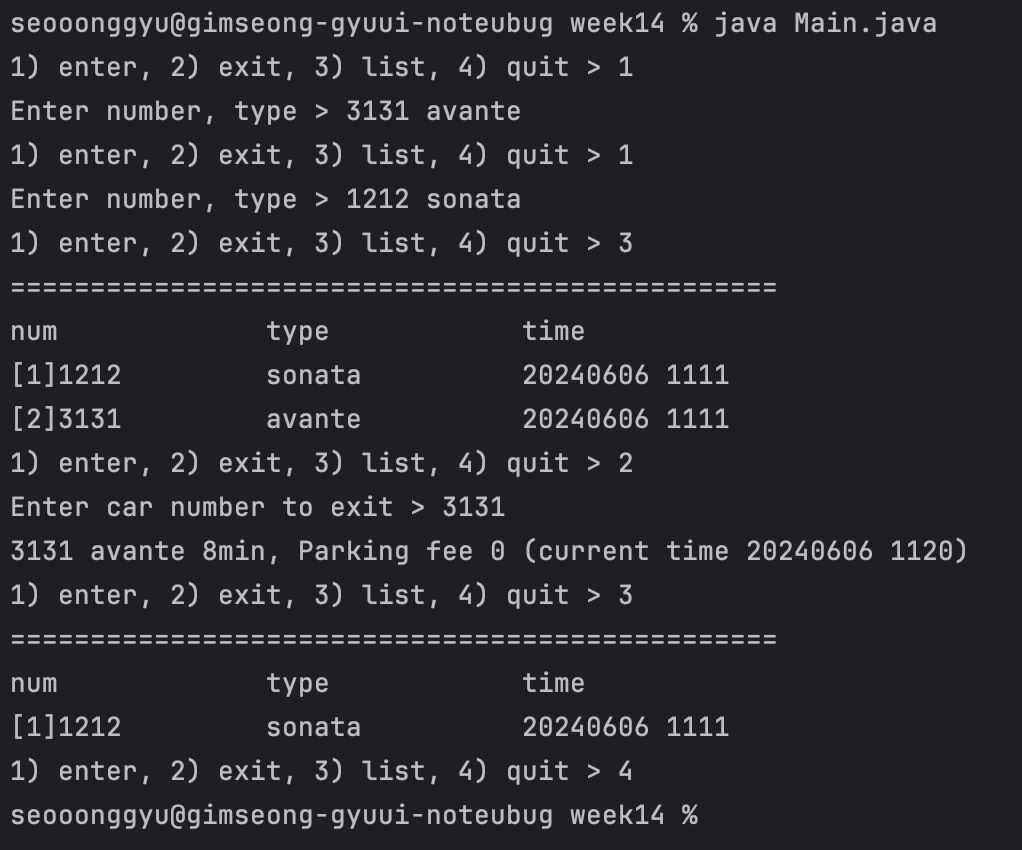 seooonggyu@gimseong-gyuui-noteubug week14 % java Main.java
1) enter, 2) exit, 3) list, 4) quit > 1
Enter number, type > 3131 avante
1) enter, 2) exit, 3) list, 4) quit > 1
Enter number, type > 1212 sonata
1) enter, 2) exit, 3) list, 4) quit > 3
================================================
num             type            time
[1]1212         sonata          20240606 1111
[2]3131         avante          20240606 1111
1) enter, 2) exit, 3) list, 4) quit > 2
Enter car number to exit > 3131
3131 avante 8min, Parking fee 0 (current time 20240606 1120)
1) enter, 2) exit, 3) list, 4) quit > 3
================================================
num             type            time
[1]1212         sonata          20240606 1111
1) enter, 2) exit, 3) list, 4) quit > 4
seooonggyu@gimseong-gyuui-noteubug week14 %